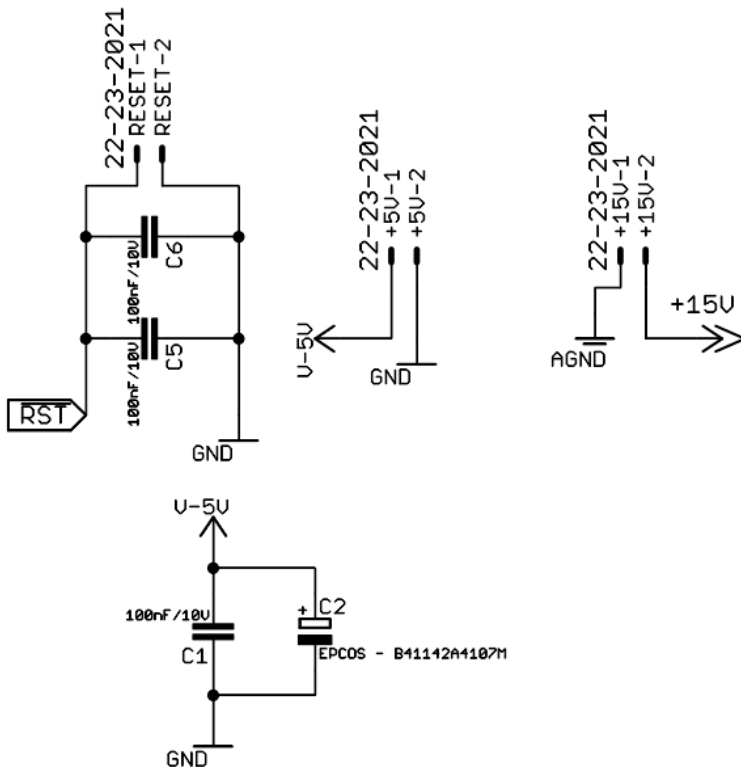 22-23-2021
RESET-1
RESET-2
100nF/10V
C6
100nF/10V
C5
RST
GND
22-23-2021
+5V-1
+5V-2
V-5V
GND
22-23-2021
+15V-1
+15V-2
+15V
AGND
V-5V
100nF/10V
C1
+
C2
EPCOS - B41142A4107M
GND